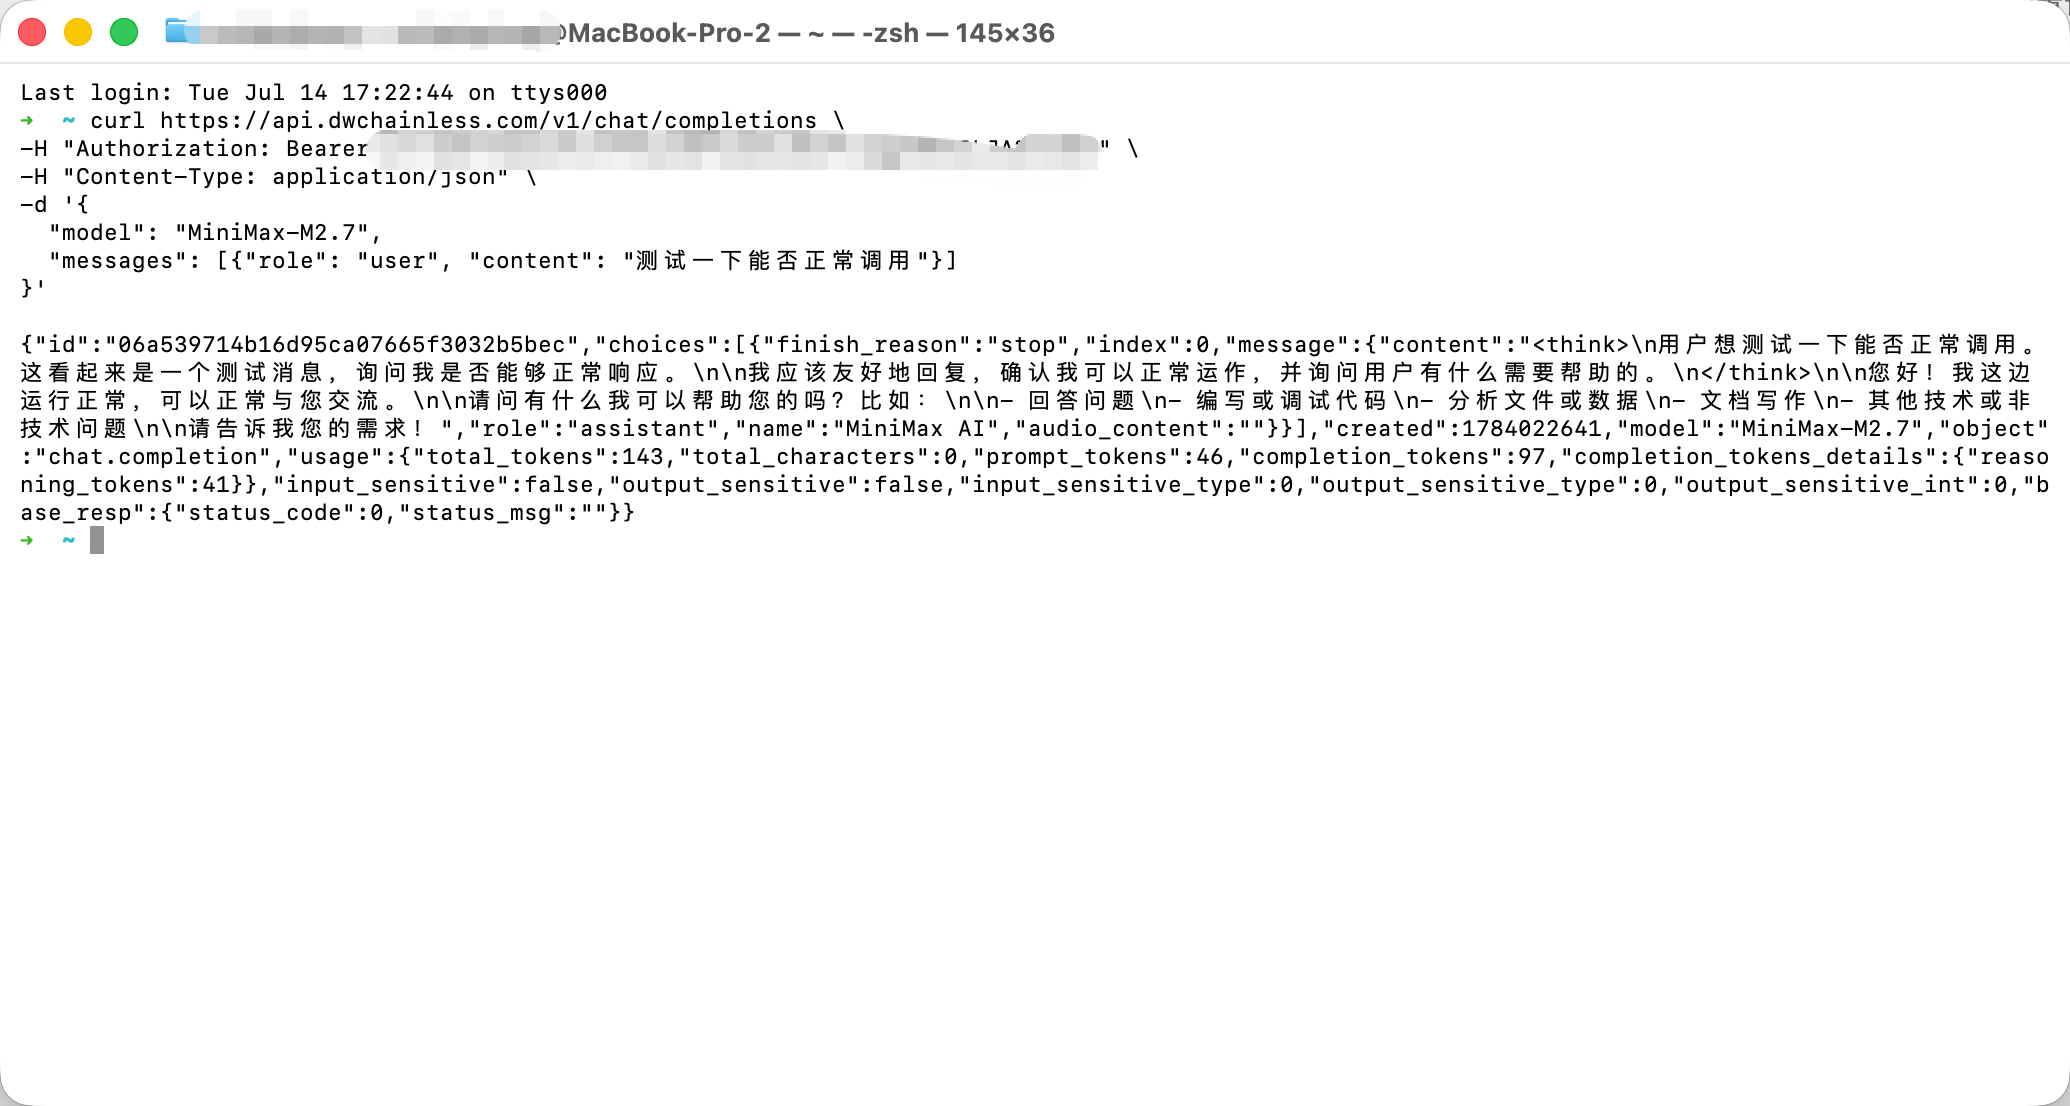 @MacBook-Pro-2 — ~ — -zsh — 145×36
Last login: Tue Jul 14 17:22:44 on ttys000
➜  ~ curl https://api.dwchainless.com/v1/chat/completions \
-H "Authorization: Bearer " \
-H "Content-Type: application/json" \
-d '{
  "model": "MiniMax-M2.7",
  "messages": [{"role": "user", "content": "测试一下能否正常调用"}]
}'
{"id":"06a539714b16d95ca07665f3032b5bec","choices":[{"finish_reason":"stop","index":0,"message":{"content":"<think>\n用户想测试一下能否正常调用。
这看起来是一个测试消息，询问我是否能够正常响应。\n\n我应该友好地回复，确认我可以正常运作，并询问用户有什么需要帮助的。\n</think>\n\n您好！我这边
运行正常，可以正常与您交流。\n\n请问有什么我可以帮助您的吗？比如：\n\n- 回答问题\n- 编写或调试代码\n- 分析文件或数据\n- 文档写作\n- 其他技术或非
技术问题\n\n请告诉我您的需求！","role":"assistant","name":"MiniMax AI","audio_content":""}}],"created":1784022641,"model":"MiniMax-M2.7","object"
:"chat.completion","usage":{"total_tokens":143,"total_characters":0,"prompt_tokens":46,"completion_tokens":97,"completion_tokens_details":{"reaso
ning_tokens":41}},"input_sensitive":false,"output_sensitive":false,"input_sensitive_type":0,"output_sensitive_type":0,"output_sensitive_int":0,"b
ase_resp":{"status_code":0,"status_msg":""}}
➜  ~